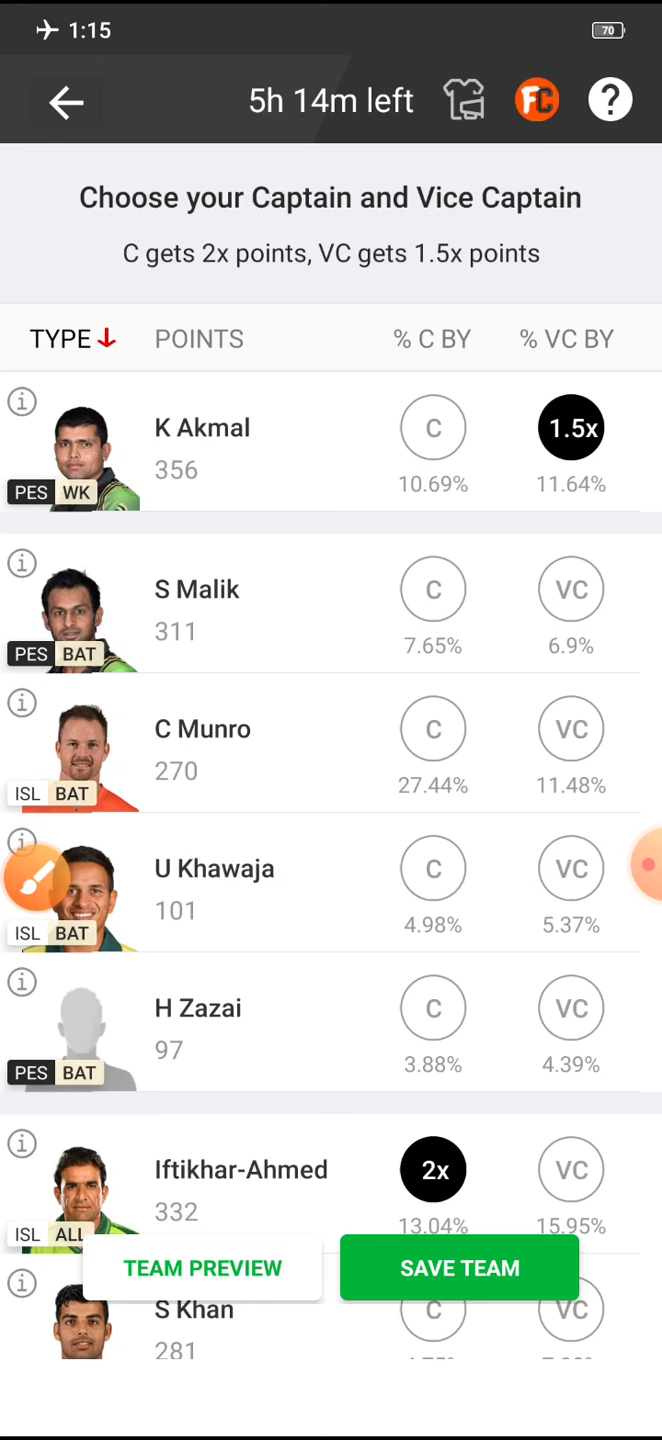 1:15
70
5h 14m left
FC
?
Choose your Captain and Vice Captain
C gets 2x points, VC gets 1.5x points
TYPE POINTS % C BY % VC BY
K Akmal
356
PES WK
C
10.69%
1.5x
11.64%
S Malik
311
PES BAT
C
7.65%
VC
6.9%
C Munro
270
ISL BAT
C
27.44%
VC
11.48%
U Khawaja
101
ISL BAT
C
4.98%
VC
5.37%
H Zazai
97
PES BAT
C
3.88%
VC
4.39%
Iftikhar-Ahmed
332
ISL ALL
2x
13.04%
VC
15.95%
TEAM PREVIEW
SAVE TEAM
S Khan
281
C
VC